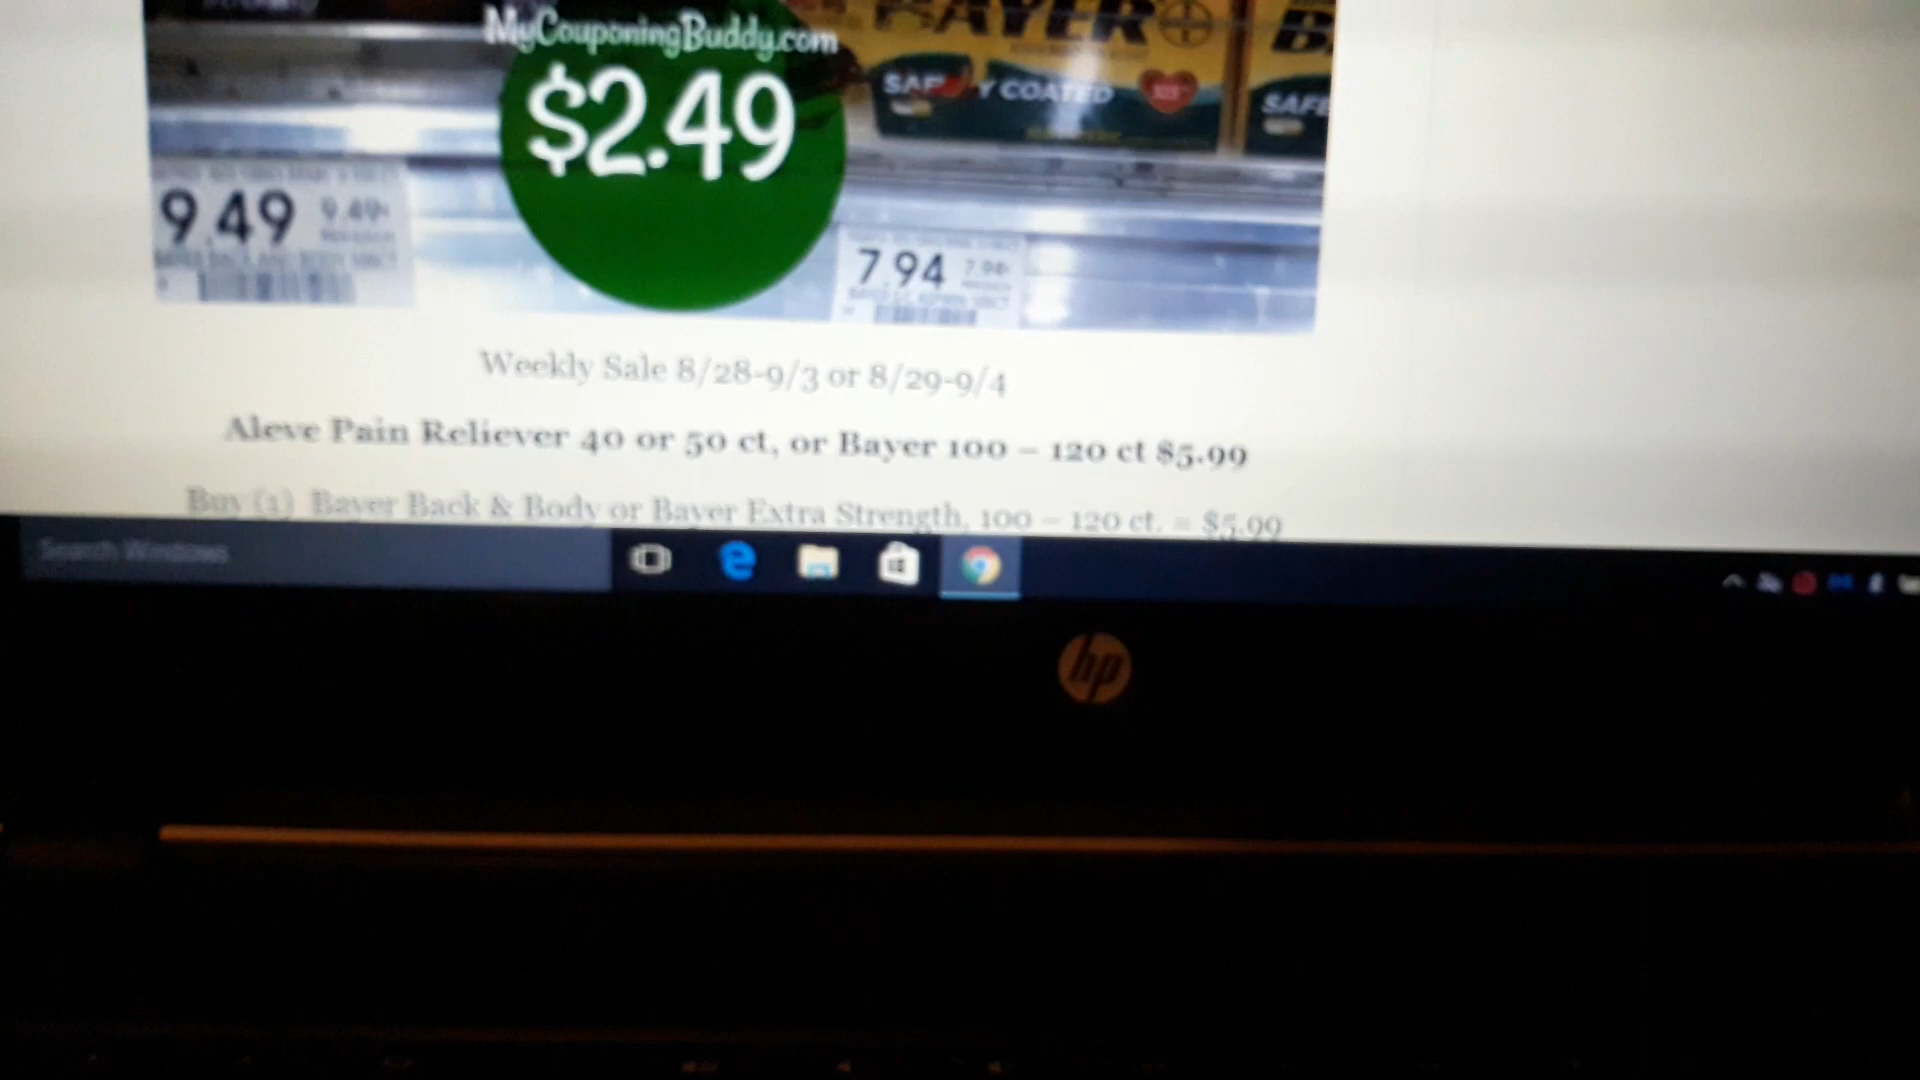 MyCouponingBuddy.com
$2.49
BAYER
SAF Y COATED
SAFE
9.49 9.49
7.94
Weekly Sale 8/28-9/3 or 8/29-9/4
Aleve Pain Reliever 40 or 50 ct, or Bayer 100 – 120 ct $5.99
Buy (1) Bayer Back & Body or Bayer Extra Strength, 100 – 120 ct. = $5.99
Search Windows
hp